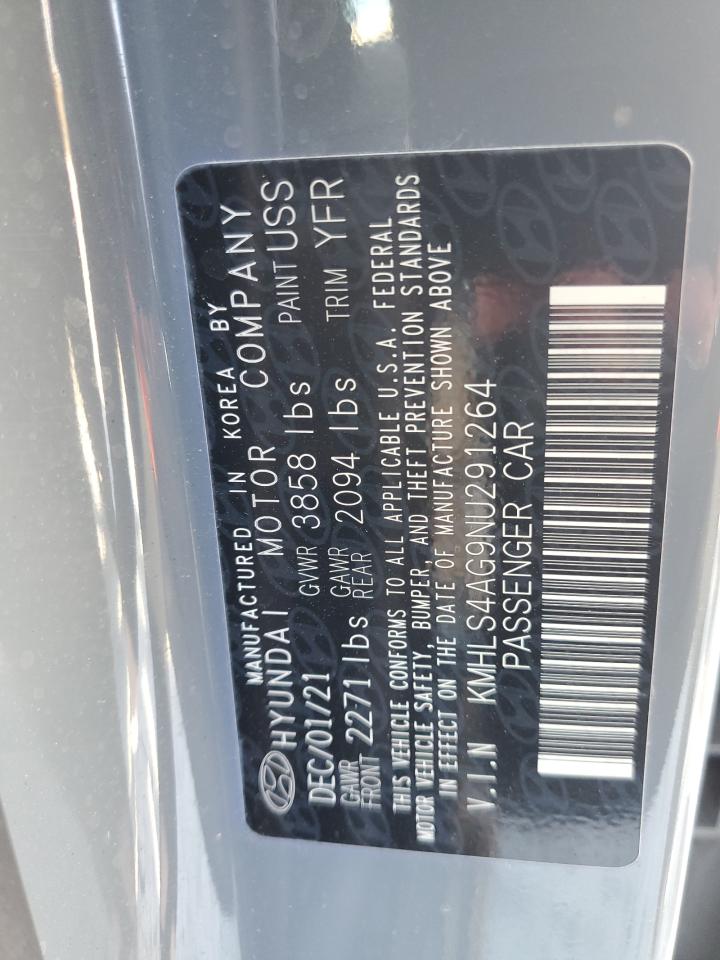 MANUFACTURED IN KOREA BY
HYUNDAI MOTOR COMPANY
DEC/01/21 GVWR 3858 lbs PAINT USS
GAWR FRONT 2271 lbs GAWR REAR 2094 lbs TRIM YFR
THIS VEHICLE CONFORMS TO ALL APPLICABLE U.S.A. FEDERAL
MOTOR VEHICLE SAFETY, BUMPER, AND THEFT PREVENTION STANDARDS
IN EFFECT ON THE DATE OF MANUFACTURE SHOWN ABOVE
V.I.N KMHLS4AG9NU291264
PASSENGER CAR